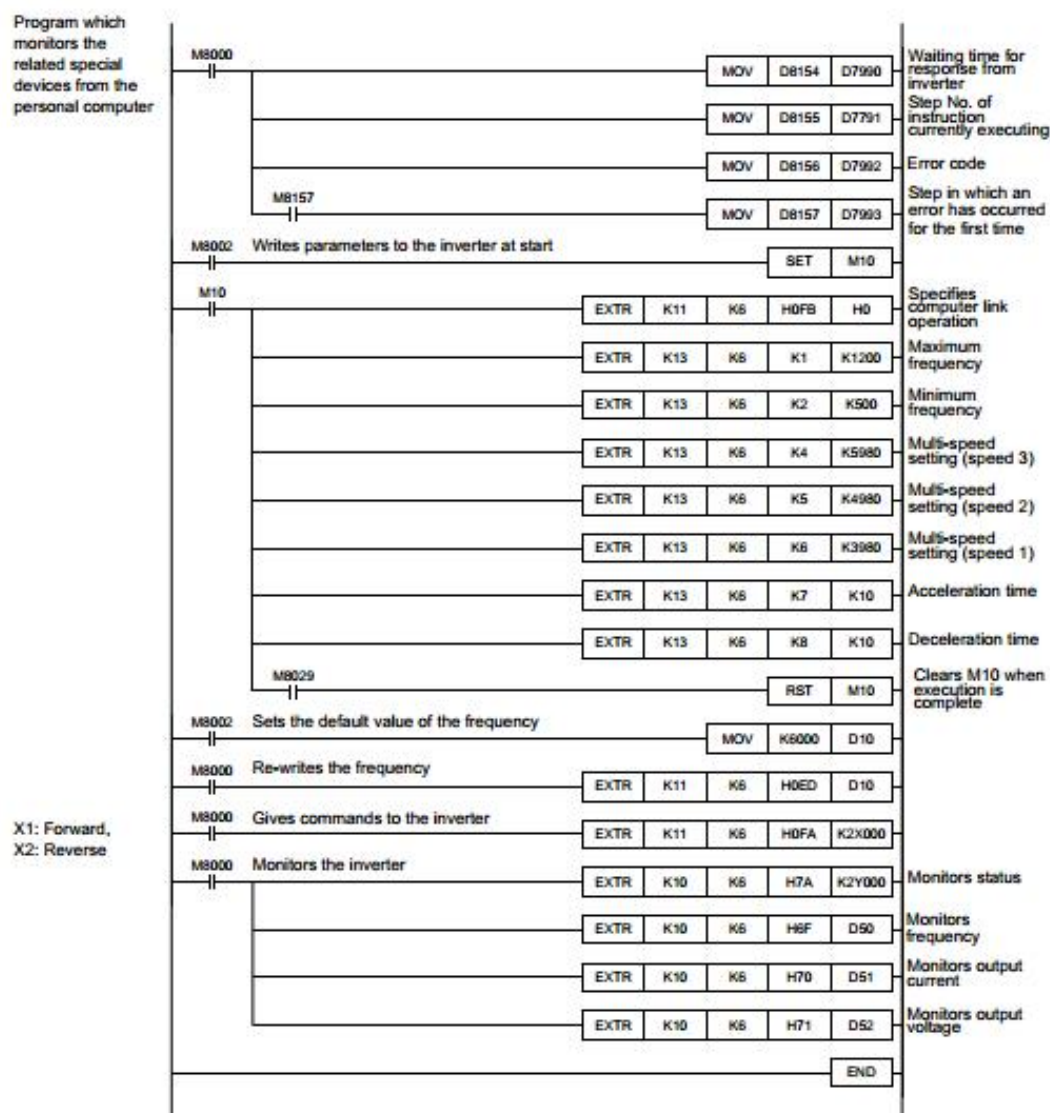 Program which
monitors the
related special
devices from the
personal computer
M8000
MOV D8154 D7990
Waiting time for
response from
inverter
MOV D8155 D7791
Step No. of
instruction
currently executing
MOV D8156 D7992
Error code
M8157
MOV D8157 D7993
Step in which an
error has occurred
for the first time
M8002 Writes parameters to the inverter at start
SET M10
M10
EXTR K11 K6 H0FB H0
Specifies
computer link
operation
EXTR K13 K6 K1 K1200
Maximum
frequency
EXTR K13 K6 K2 K500
Minimum
frequency
EXTR K13 K6 K4 K5980
Multi-speed
setting (speed 3)
EXTR K13 K6 K5 K4980
Multi-speed
setting (speed 2)
EXTR K13 K6 K6 K3980
Multi-speed
setting (speed 1)
EXTR K13 K6 K7 K10
Acceleration time
EXTR K13 K6 K8 K10
Deceleration time
M8029
RST M10
Clears M10 when
execution is
complete
M8002 Sets the default value of the frequency
MOV K6000 D10
M8000 Re-writes the frequency
EXTR K11 K6 H0ED D10
X1: Forward,
X2: Reverse
M8000 Gives commands to the inverter
EXTR K11 K6 H0FA K2X000
M8000 Monitors the inverter
EXTR K10 K6 H7A K2Y000
Monitors status
EXTR K10 K6 H6F D50
Monitors
frequency
EXTR K10 K6 H70 D51
Monitors output
current
EXTR K10 K6 H71 D52
Monitors output
voltage
END